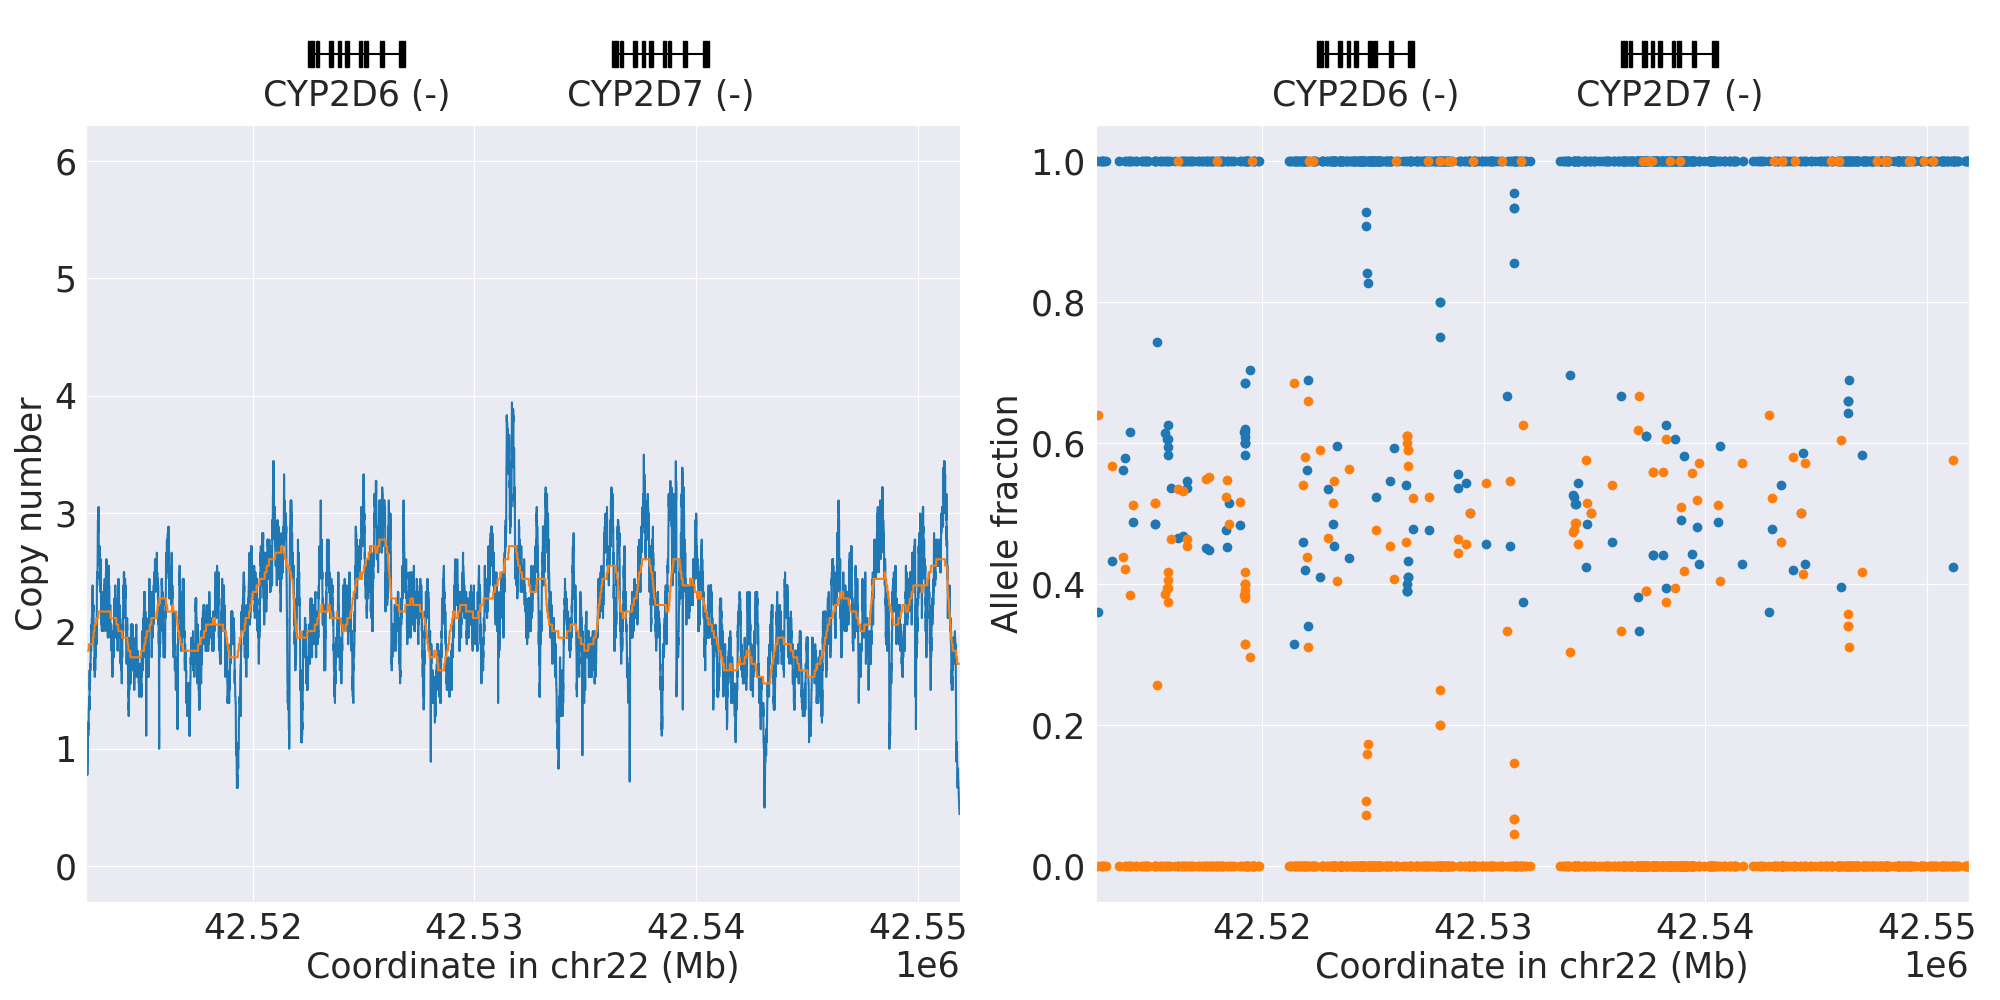 CYP2D6 (-) CYP2D7 (-)
6
5
4
3
2
1
0
Copy number
42.52 42.53 42.54 42.55
Coordinate in chr22 (Mb) 1e6
CYP2D6 (-) CYP2D7 (-)
1.0
0.8
0.6
0.4
0.2
0.0
Allele fraction
42.52 42.53 42.54 42.55
Coordinate in chr22 (Mb) 1e6